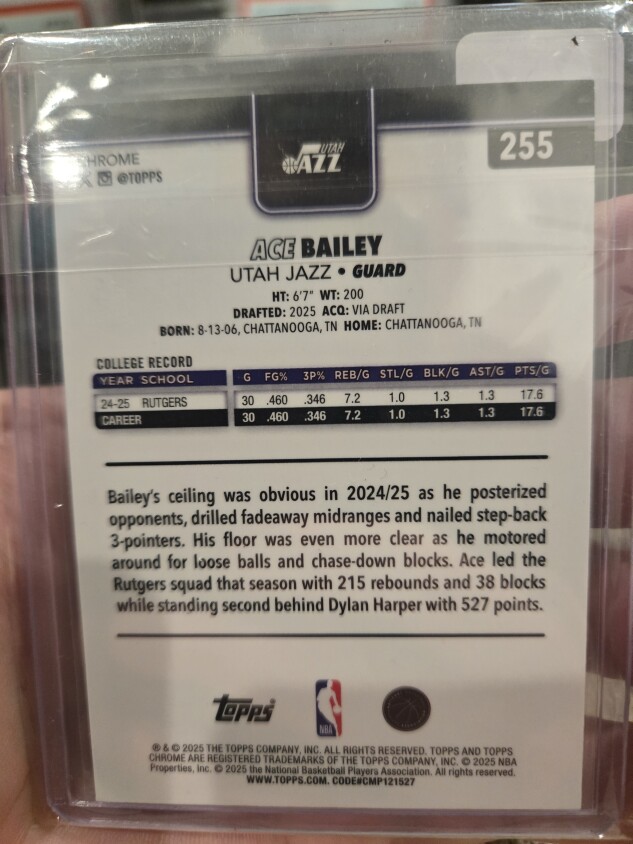 CHROME
@TOPPS
UTAH
JAZZ
255
ACE BAILEY
UTAH JAZZ • GUARD
HT: 6'7" WT: 200
DRAFTED: 2025 ACQ: VIA DRAFT
BORN: 8-13-06, CHATTANOOGA, TN HOME: CHATTANOOGA, TN
COLLEGE RECORD
YEAR SCHOOL G FG% 3P% REB/G STL/G BLK/G AST/G PTS/G
24-25 RUTGERS 30 .460 .346 7.2 1.0 1.3 1.3 17.6
CAREER 30 .460 .346 7.2 1.0 1.3 1.3 17.6
Bailey's ceiling was obvious in 2024/25 as he posterized
opponents, drilled fadeaway midranges and nailed step-back
3-pointers. His floor was even more clear as he motored
around for loose balls and chase-down blocks. Ace led the
Rutgers squad that season with 215 rebounds and 38 blocks
while standing second behind Dylan Harper with 527 points.
Topps
NBA
® & © 2025 THE TOPPS COMPANY, INC. ALL RIGHTS RESERVED. TOPPS AND TOPPS
CHROME ARE REGISTERED TRADEMARKS OF THE TOPPS COMPANY, INC. © 2025 NBA
Properties, Inc. © 2025 the National Basketball Players Association. All rights reserved.
WWW.TOPPS.COM. CODE#CMP121527